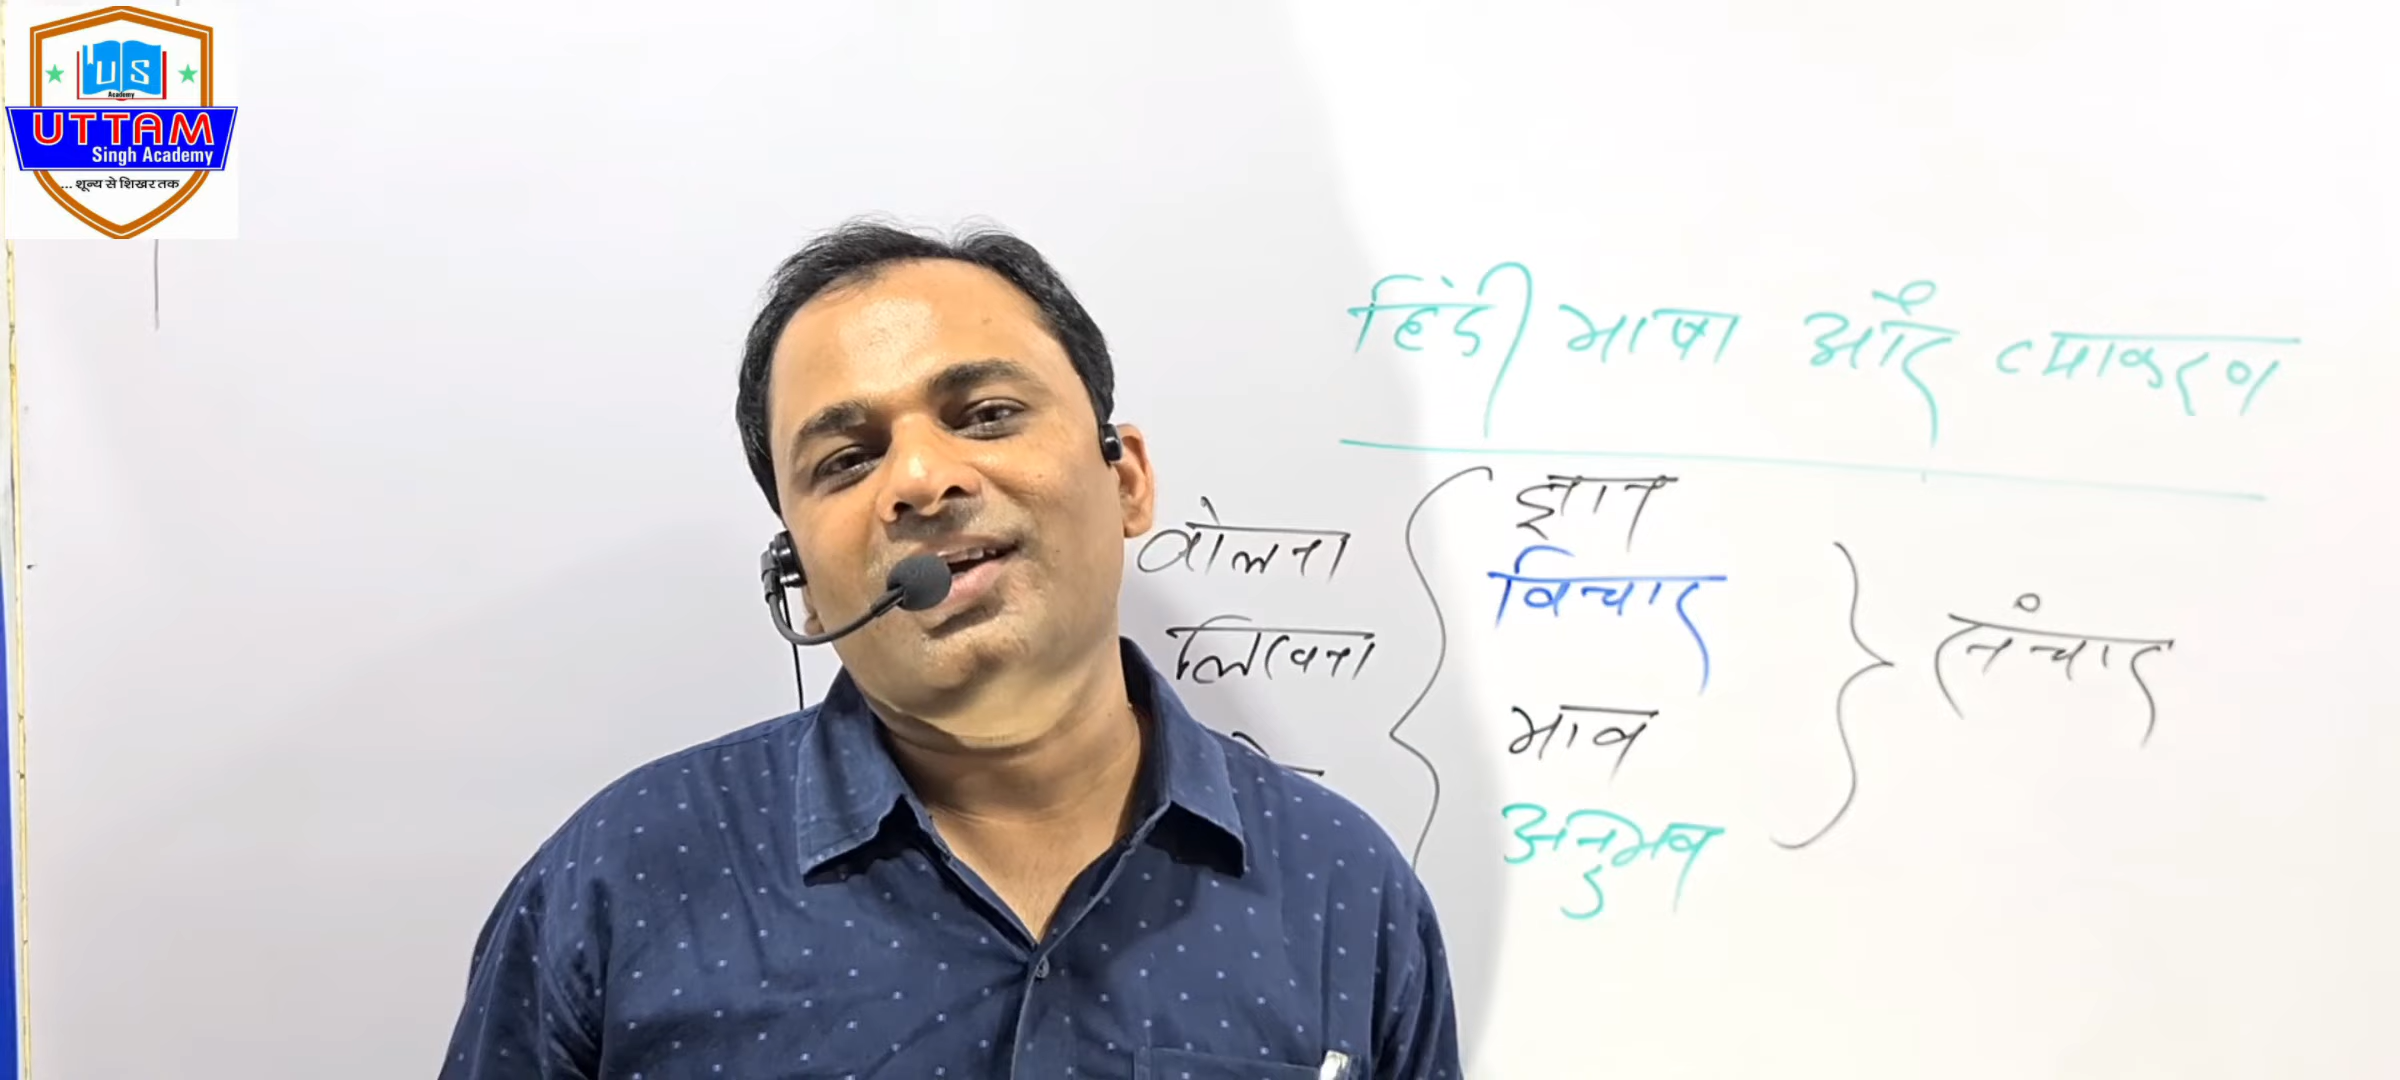 US
Academy
UTTAM
Singh Academy
... शून्य से शिखर तक
हिंदी भाषा और व्याकरण
ज्ञान
बोलना
विचार
लिखना
संचार
भाव
अनुभव